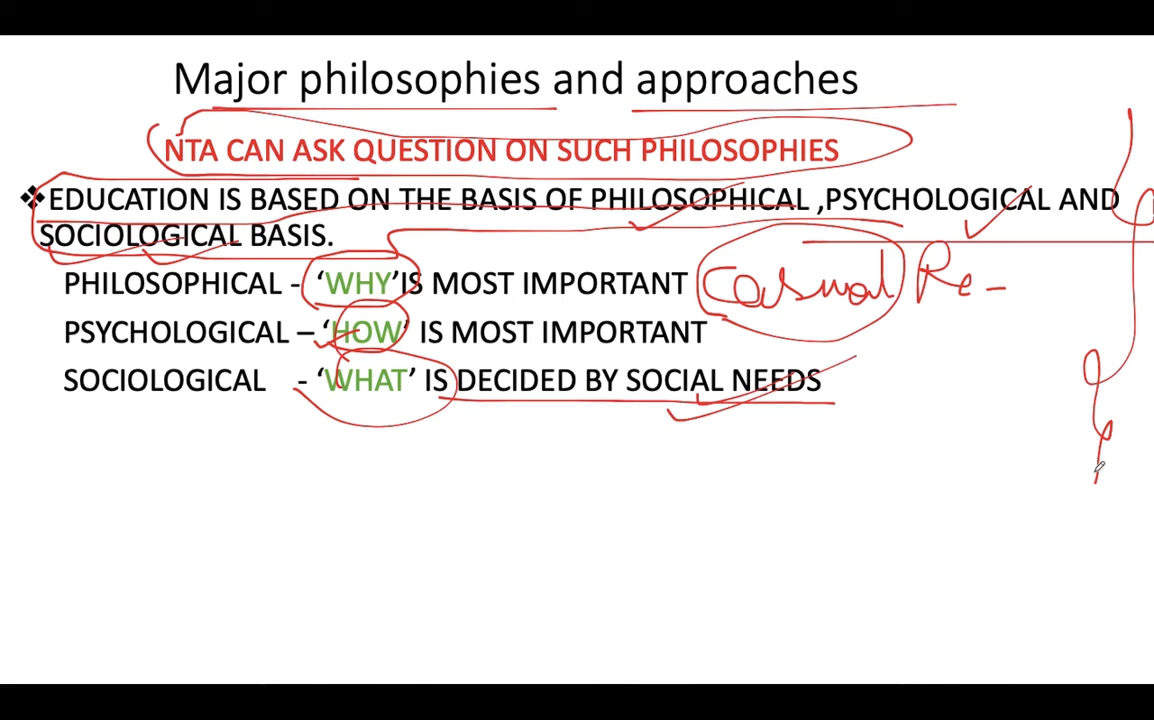 Major philosophies and approaches
NTA CAN ASK QUESTION ON SUCH PHILOSOPHIES
❖EDUCATION IS BASED ON THE BASIS OF PHILOSOPHICAL ,PSYCHOLOGICAL AND
SOCIOLOGICAL BASIS.
PHILOSOPHICAL - ‘WHY’IS MOST IMPORTANT Casual Re-
PSYCHOLOGICAL – ‘HOW’ IS MOST IMPORTANT
SOCIOLOGICAL - ‘WHAT’ IS DECIDED BY SOCIAL NEEDS